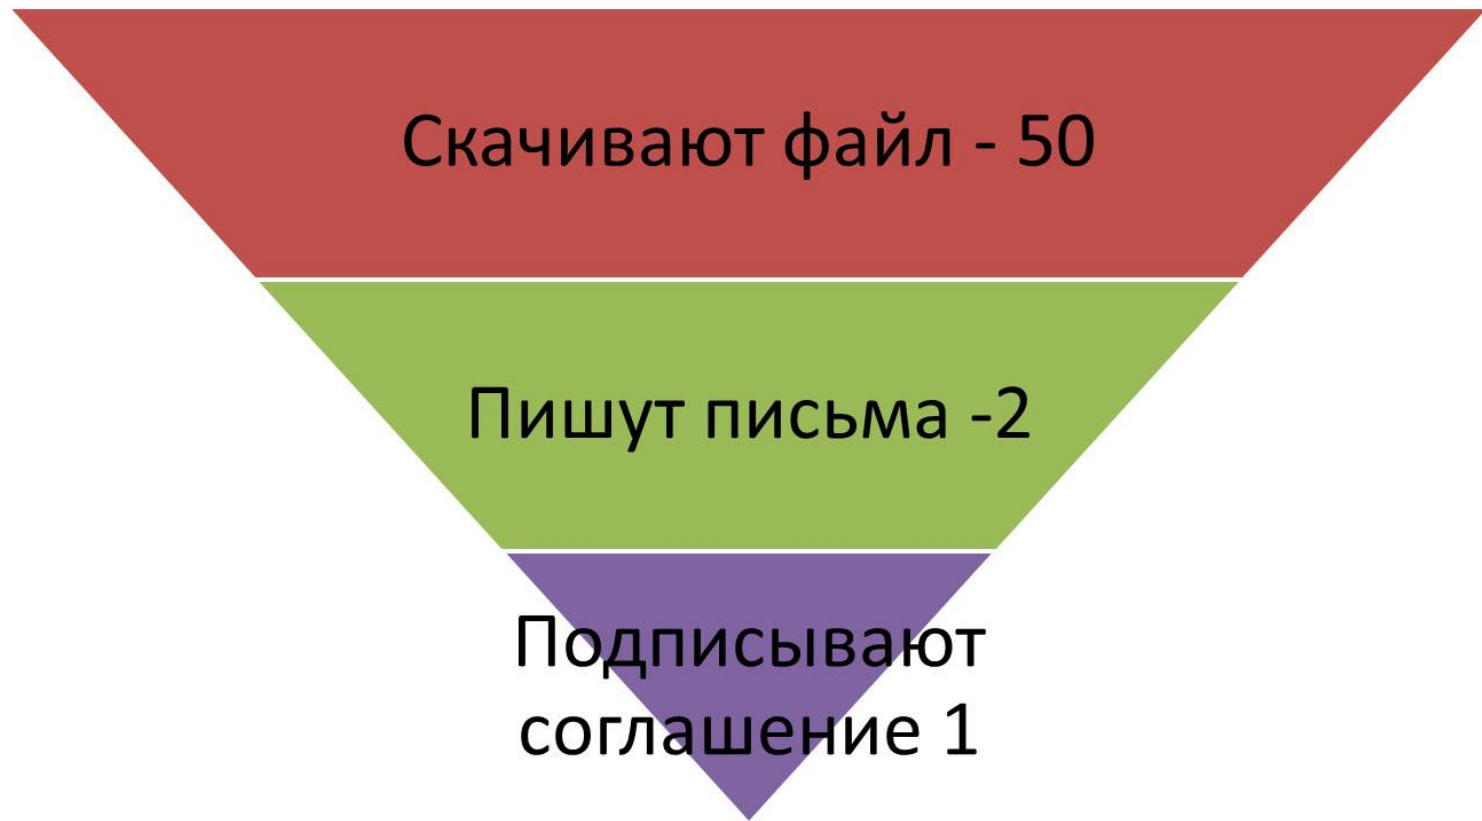 Скачивают файл - 50
Пишут письма -2
Подписывают
соглашение 1